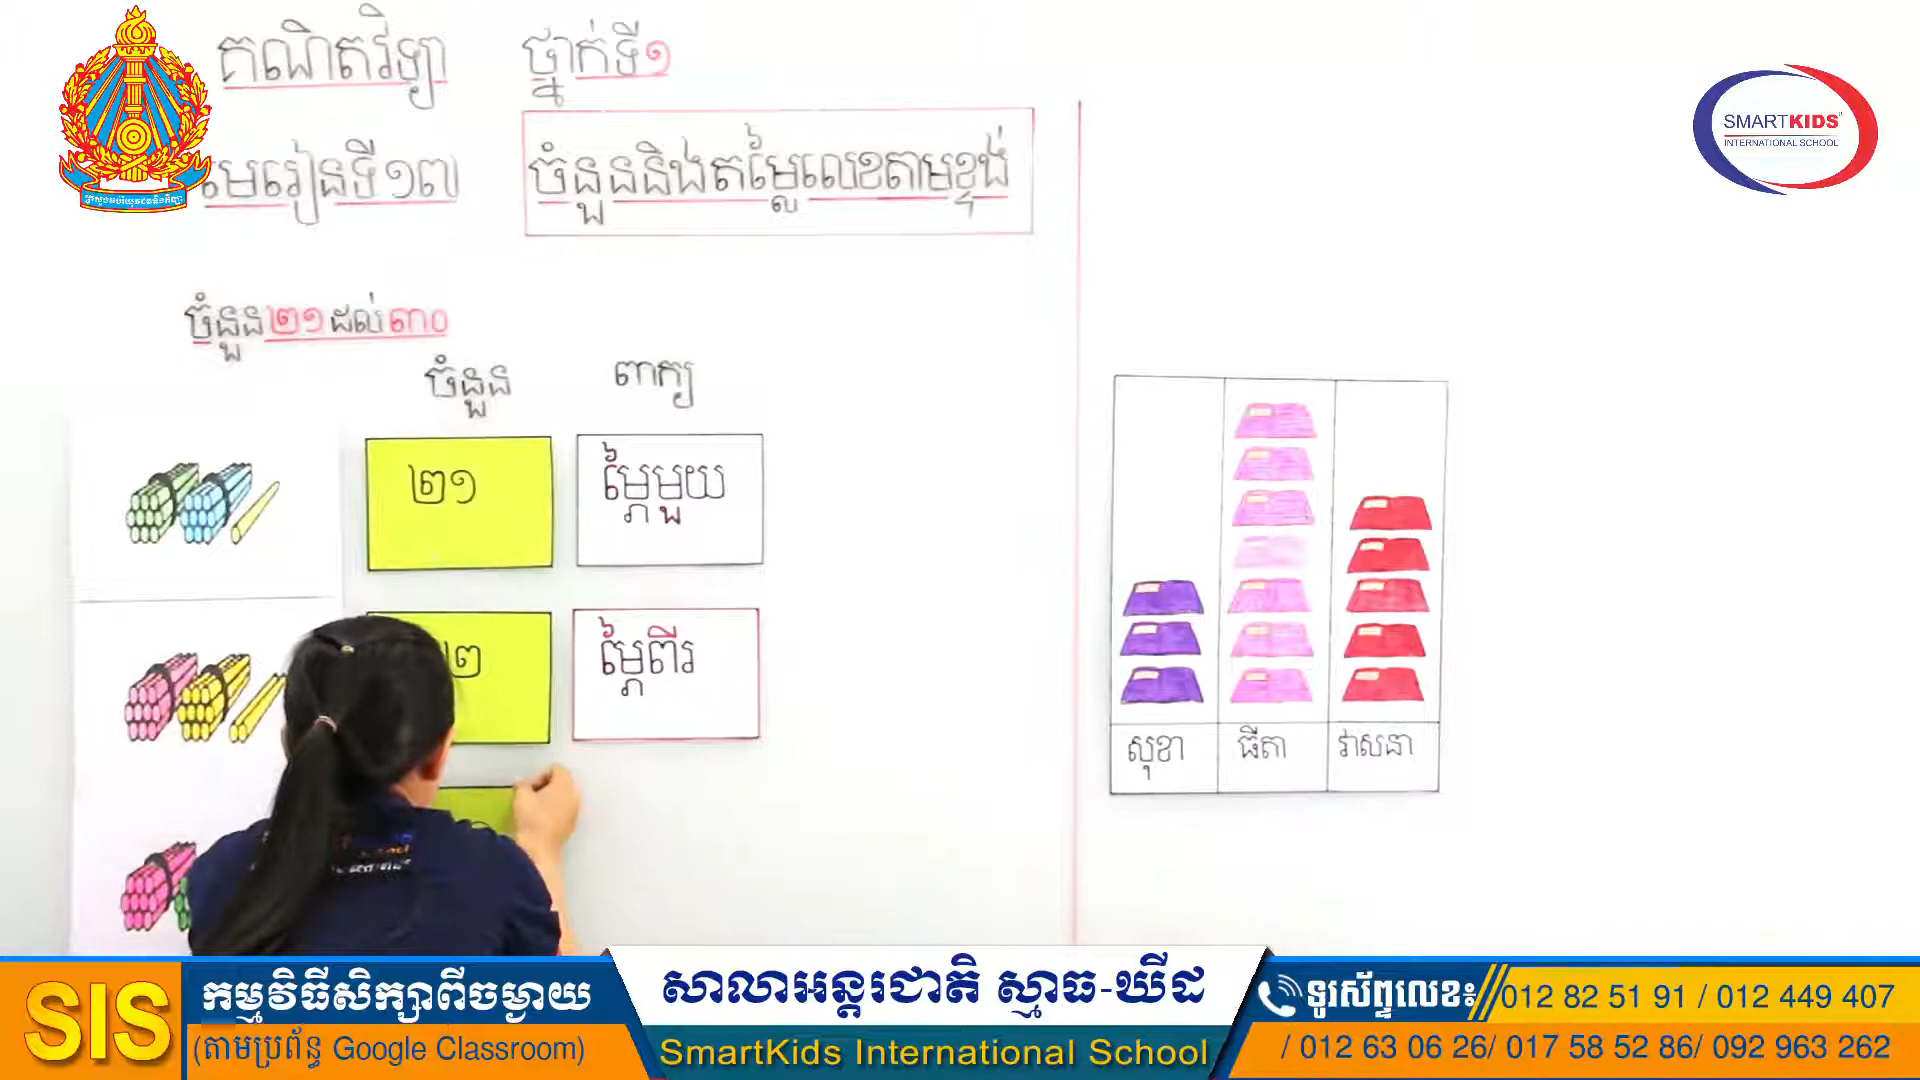 គណិតវិទ្យា ថ្នាក់ទី១
មេរៀនទី១៧ ចំនួននិងតម្លៃលេខតាមខ្ទង់
SMARTKIDS
INTERNATIONAL SCHOOL
ចំនួន២១ដល់៣០
ចំនួន ពាក្យ
២១ ម្ភៃមួយ
២ ម្ភៃពីរ
សុខា ធីតា វាសនា
SIS
កម្មវិធីសិក្សាពីចម្ងាយ
(តាមប្រព័ន្ធ Google Classroom)
សាលាអន្តរជាតិ ស្មាធ-ឃីដ
SmartKids International School
ទូរស័ព្ទលេខ៖ 012 82 51 91 / 012 449 407
/ 012 63 06 26/ 017 58 52 86/ 092 963 262